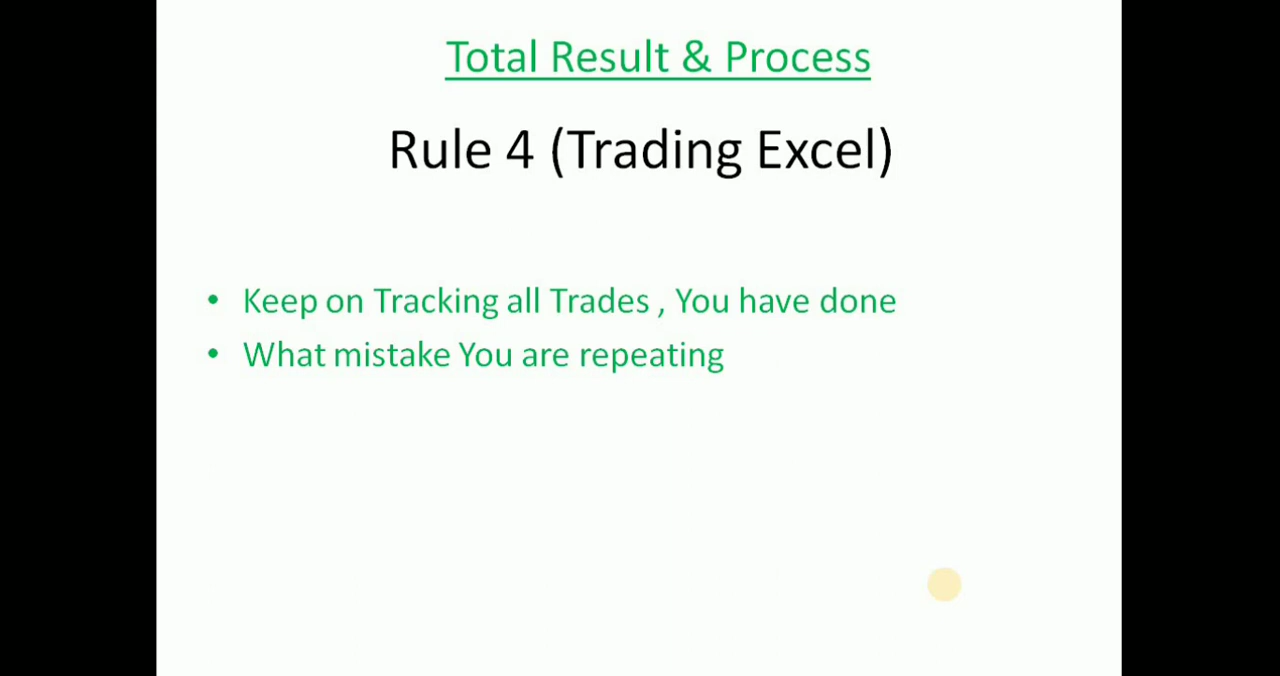 Total Result & Process
Rule 4 (Trading Excel)
• Keep on Tracking all Trades , You have done
• What mistake You are repeating